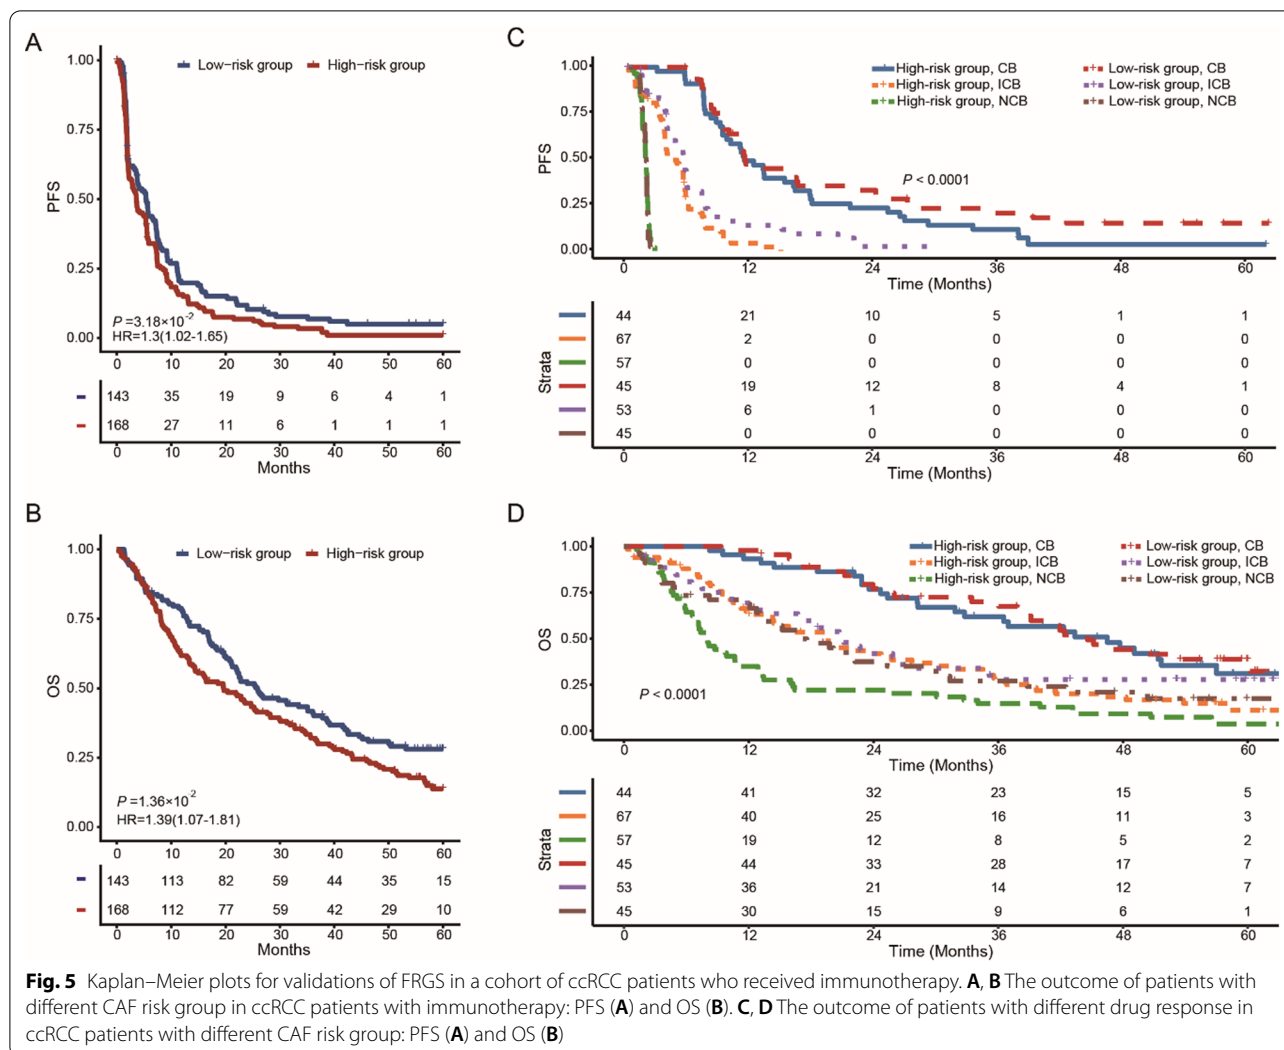 A
Low-risk group High-risk group
1.00
0.75
0.50
0.25
0.00
PFS
P =3.18×10-2
HR=1.3(1.02-1.65)
0 10 20 30 40 50 60
143 35 19 9 6 4 1
168 27 11 6 1 1 1
0 10 20 30 40 50 60
Months
B
Low-risk group High-risk group
1.00
0.75
0.50
0.25
0.00
OS
P =1.36×10-2
HR=1.39(1.07-1.81)
0 10 20 30 40 50 60
143 113 82 59 44 35 15
168 112 77 59 42 29 10
0 10 20 30 40 50 60
Months
C
High-risk group, CB Low-risk group, CB
High-risk group, ICB Low-risk group, ICB
High-risk group, NCB Low-risk group, NCB
1.00
0.75
0.50
0.25
0.00
PFS
P < 0.0001
0 12 24 36 48 60
Time (Months)
Strata
44 21 10 5 1 1
67 2 0 0 0 0
57 0 0 0 0 0
45 19 12 8 4 1
53 6 1 0 0 0
45 0 0 0 0 0
0 12 24 36 48 60
Time (Months)
D
High-risk group, CB Low-risk group, CB
High-risk group, ICB Low-risk group, ICB
High-risk group, NCB Low-risk group, NCB
1.00
0.75
0.50
0.25
0.00
OS
P < 0.0001
0 12 24 36 48 60
Time (Months)
Strata
44 41 32 23 15 5
67 40 25 16 11 3
57 19 12 8 5 2
45 44 33 28 17 7
53 36 21 14 12 7
45 30 15 9 6 1
0 12 24 36 48 60
Time (Months)
Fig. 5 Kaplan–Meier plots for validations of FRGS in a cohort of ccRCC patients who received immunotherapy. A, B The outcome of patients with
different CAF risk group in ccRCC patients with immunotherapy: PFS (A) and OS (B). C, D The outcome of patients with different drug response in
ccRCC patients with different CAF risk group: PFS (A) and OS (B)